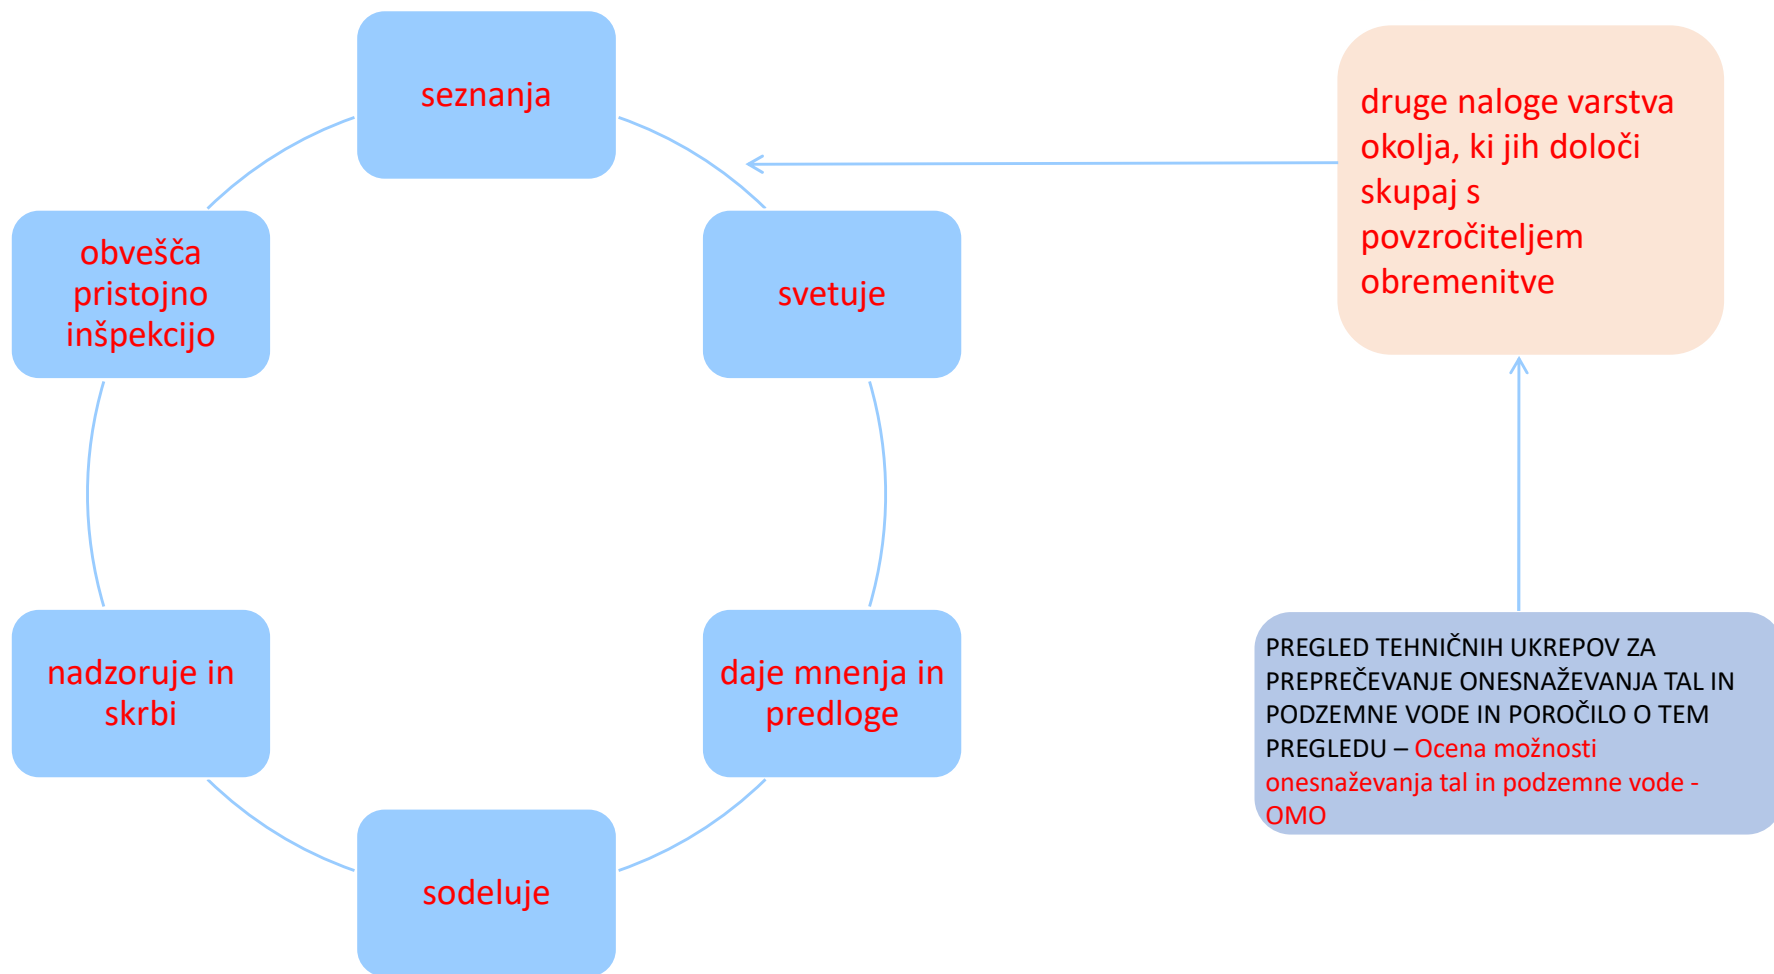 seznanja
svetuje
daje mnenja in
predloge
sodeluje
nadzoruje in
skrbi
obvešča
pristojno
inšpekcijo
druge naloge varstva
okolja, ki jih določi
skupaj s
povzročiteljem
obremenitve
PREGLED TEHNIČNIH UKREPOV ZA
PREPREČEVANJE ONESNAŽEVANJA TAL IN
PODZEMNE VODE IN POROČILO O TEM
PREGLEDU – Ocena možnosti
onesnaževanja tal in podzemne vode -
OMO